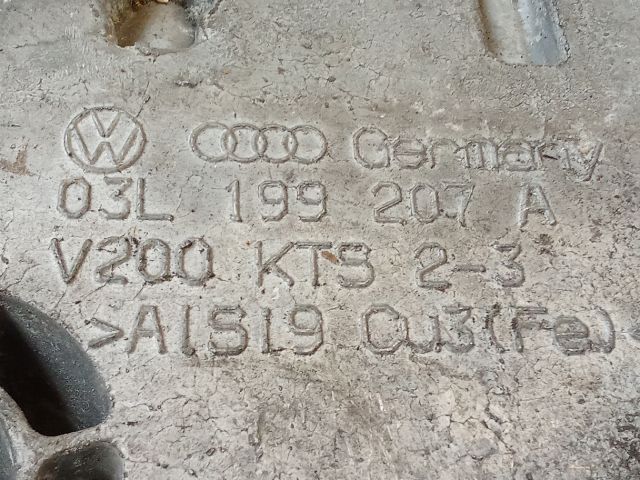 Germany
03L 199 207 A
V200 KTS 2-3
>AlSi9 Cu3(Fe)